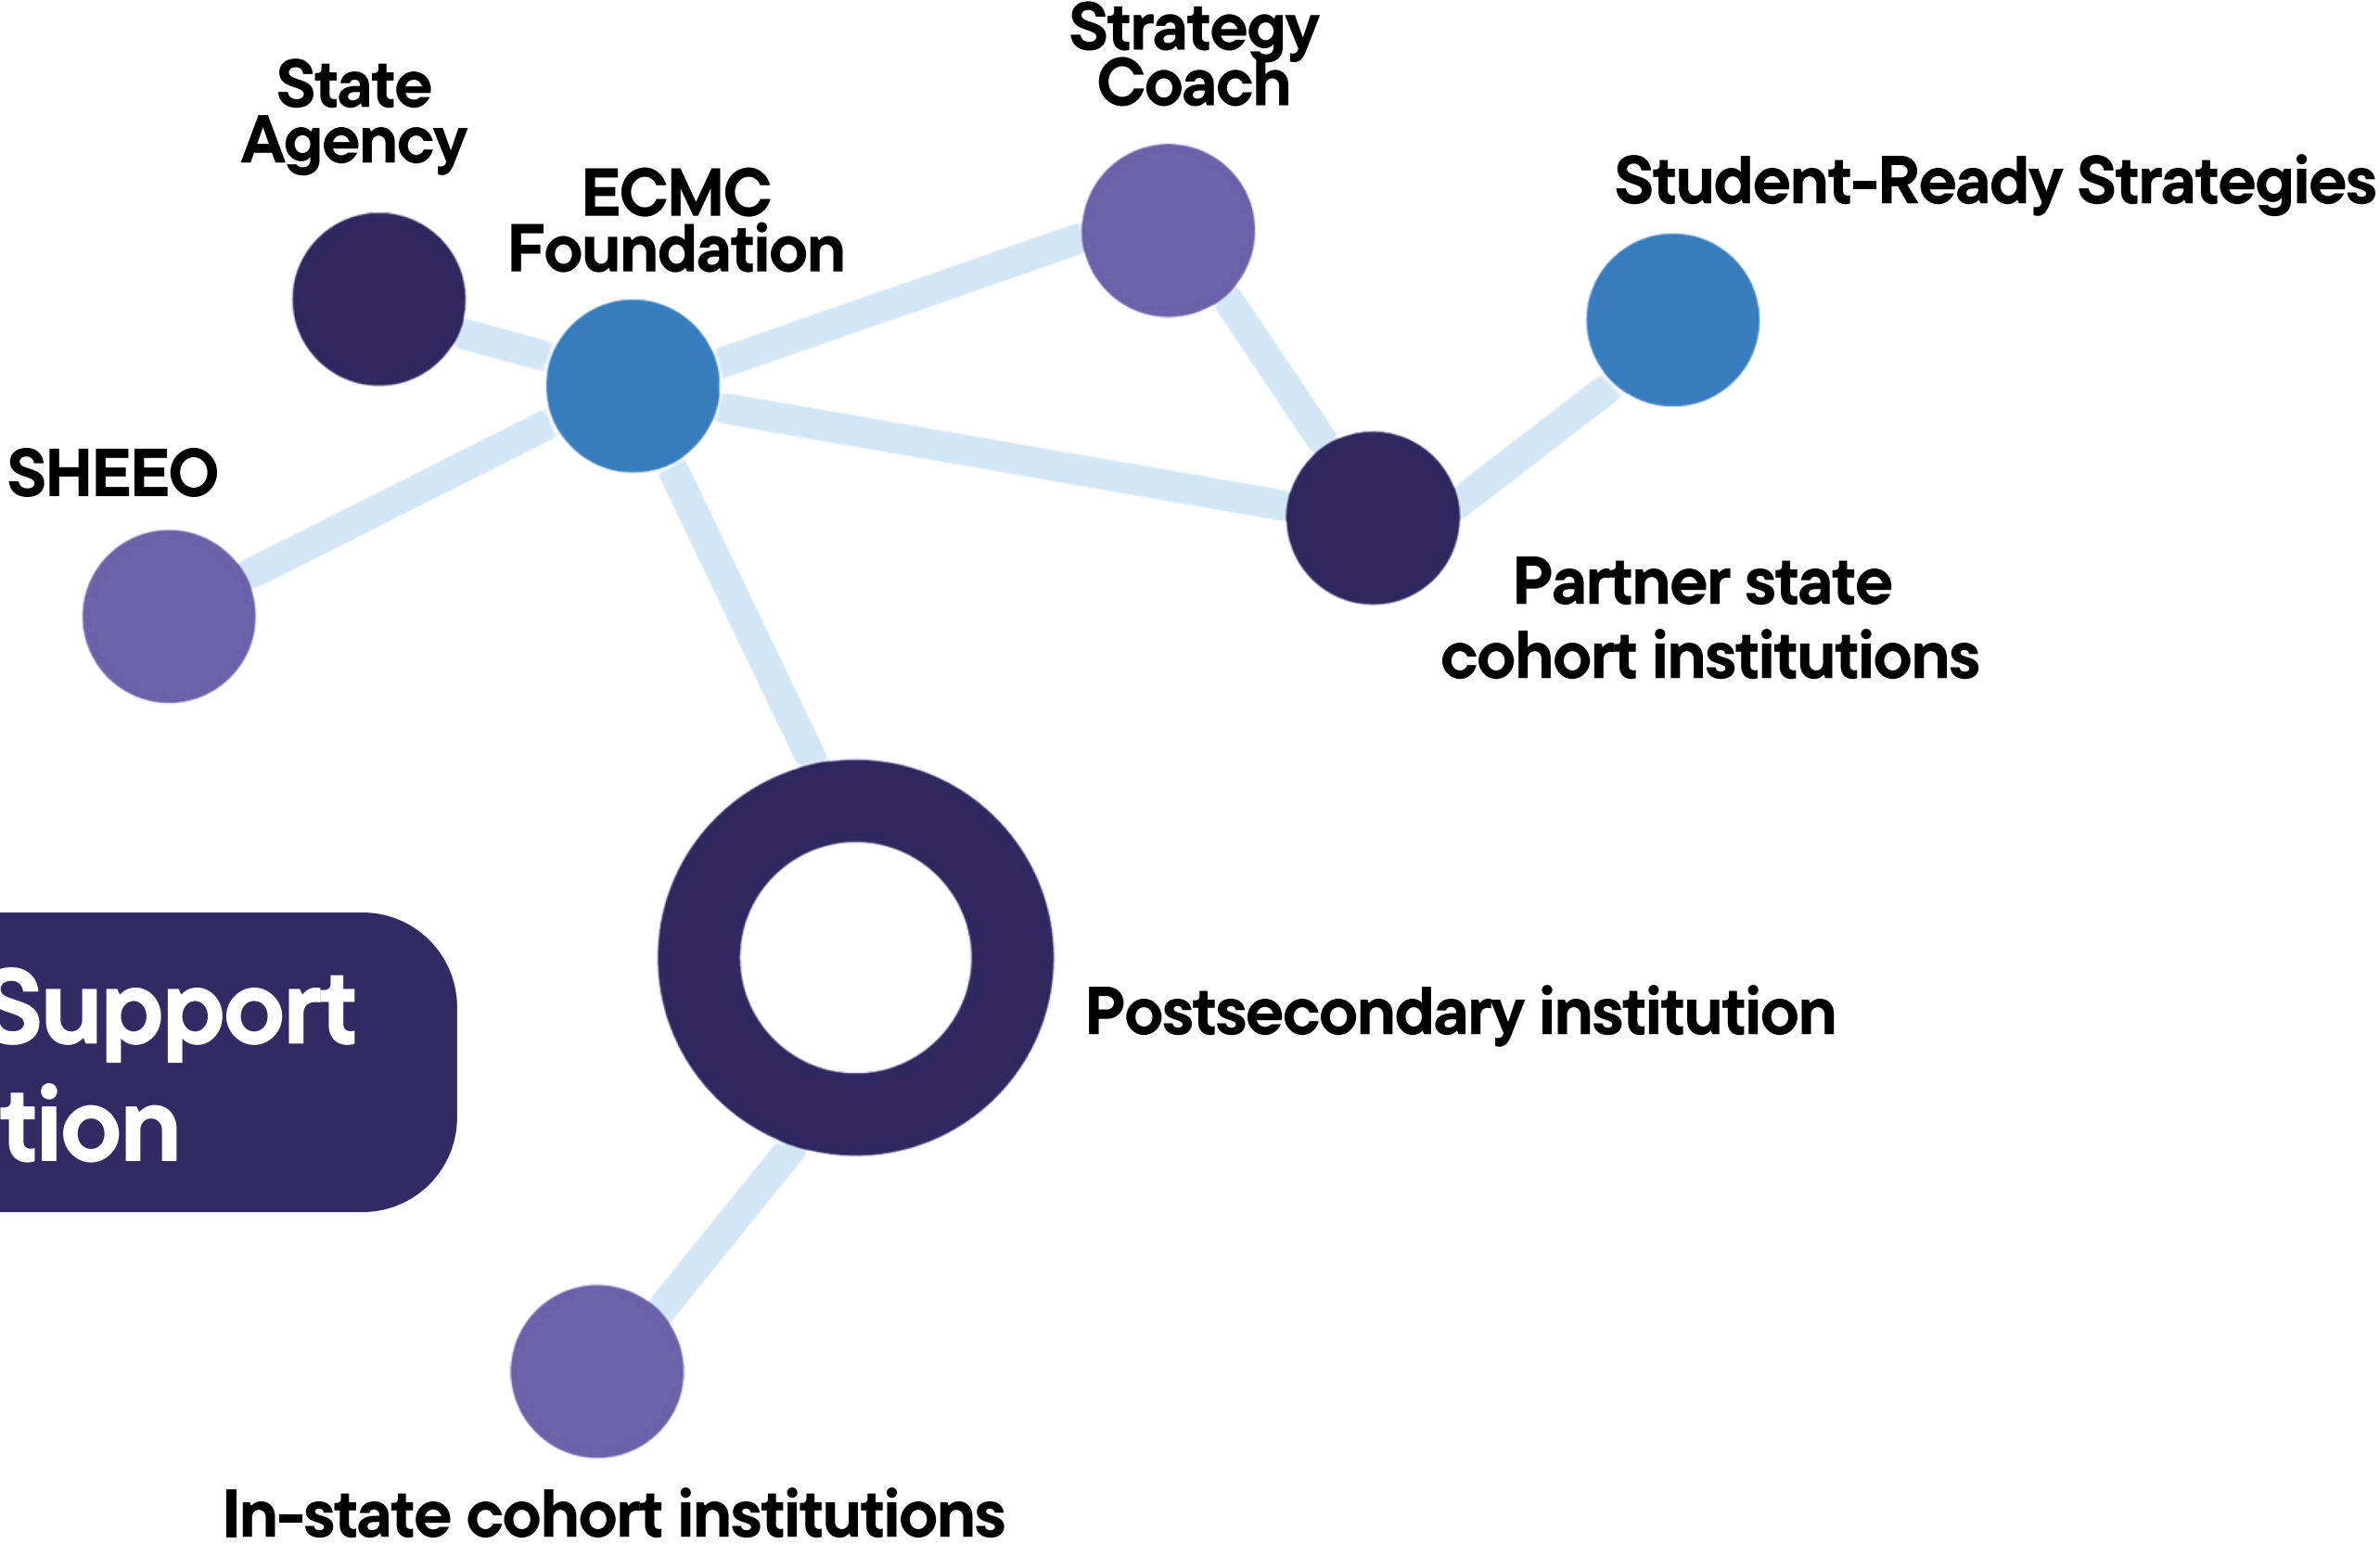 Strategy
Coach
State
Agency
Student-Ready Strategies
ECMC
Foundation
SHEEO
Partner state
cohort institutions
Support
tion
Postsecondary institution
In-state cohort institutions